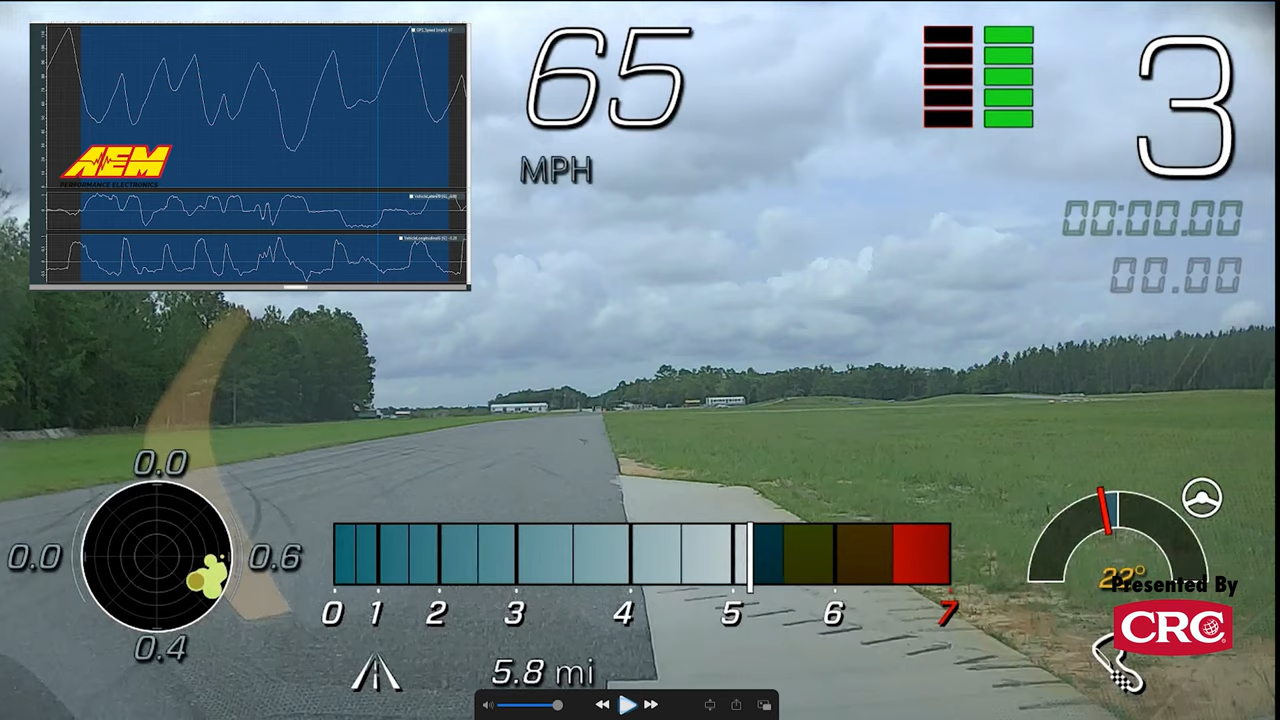 65
MPH
3
00:00.00
00.00
AEM
PERFORMANCE ELECTRONICS
0.0
0.0
0.6
0.4
0 1 2 3 4 5 6 7
22°
Presented By
CRC
5.8 mi